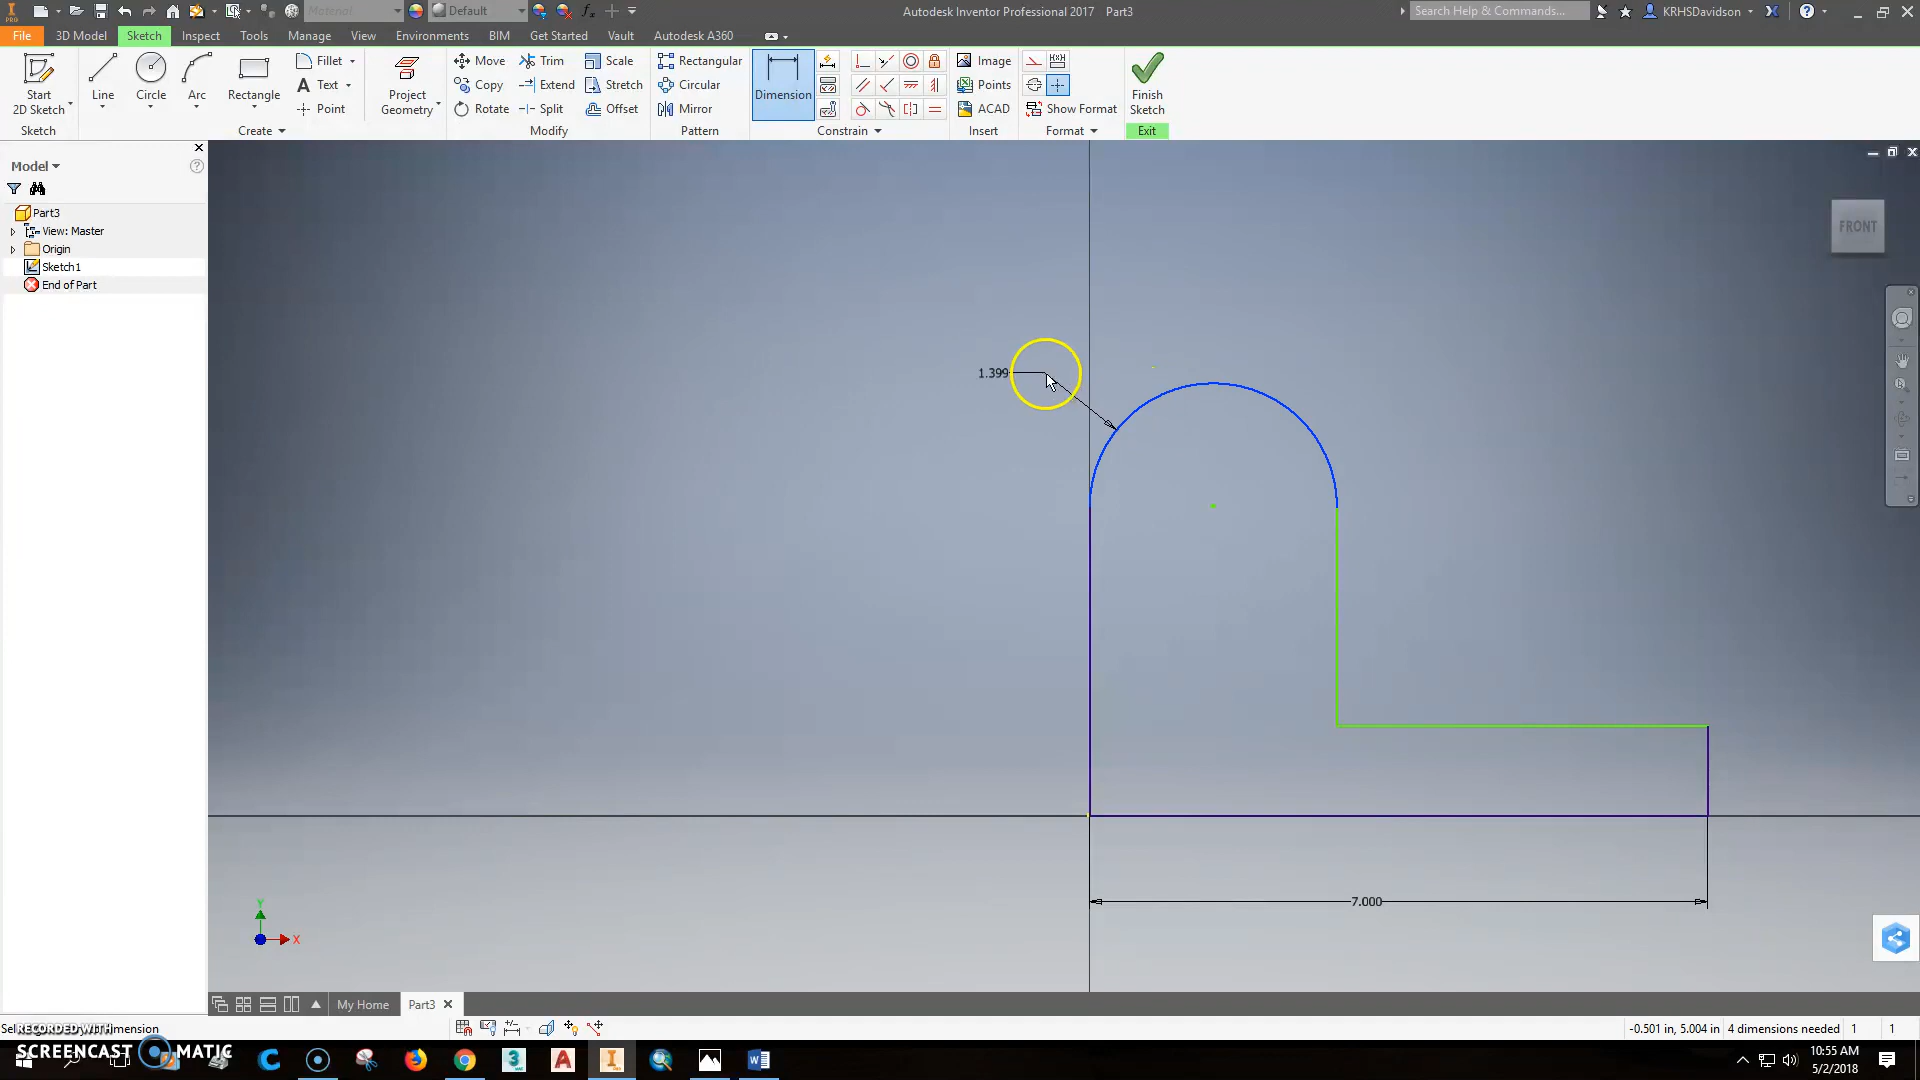 PRO
Material
Default
Autodesk Inventor Professional 2017 Part3
Search Help & Commands...
KRHSDavidson
File 3D Model Sketch Inspect Tools Manage View Environments BIM Get Started Vault Autodesk A360
Start
2D Sketch
Line
Circle
Arc
Rectangle
Fillet
Text
Point
Project
Geometry
Move
Copy
Rotate
Trim
Extend
Split
Scale
Stretch
Offset
Rectangular
Circular
Mirror
Dimension
Image
Points
ACAD
Show Format
Finish
Sketch
Sketch Create Modify Pattern Constrain Insert Format Exit
Model
Part3
View: Master
Origin
Sketch1
End of Part
FRONT
1.399
7.000
Y
X
My Home Part3
-0.501 in, 5.004 in 4 dimensions needed 1 1
RECORDED WITH
SCREENCAST MATIC
10:55 AM
5/2/2018